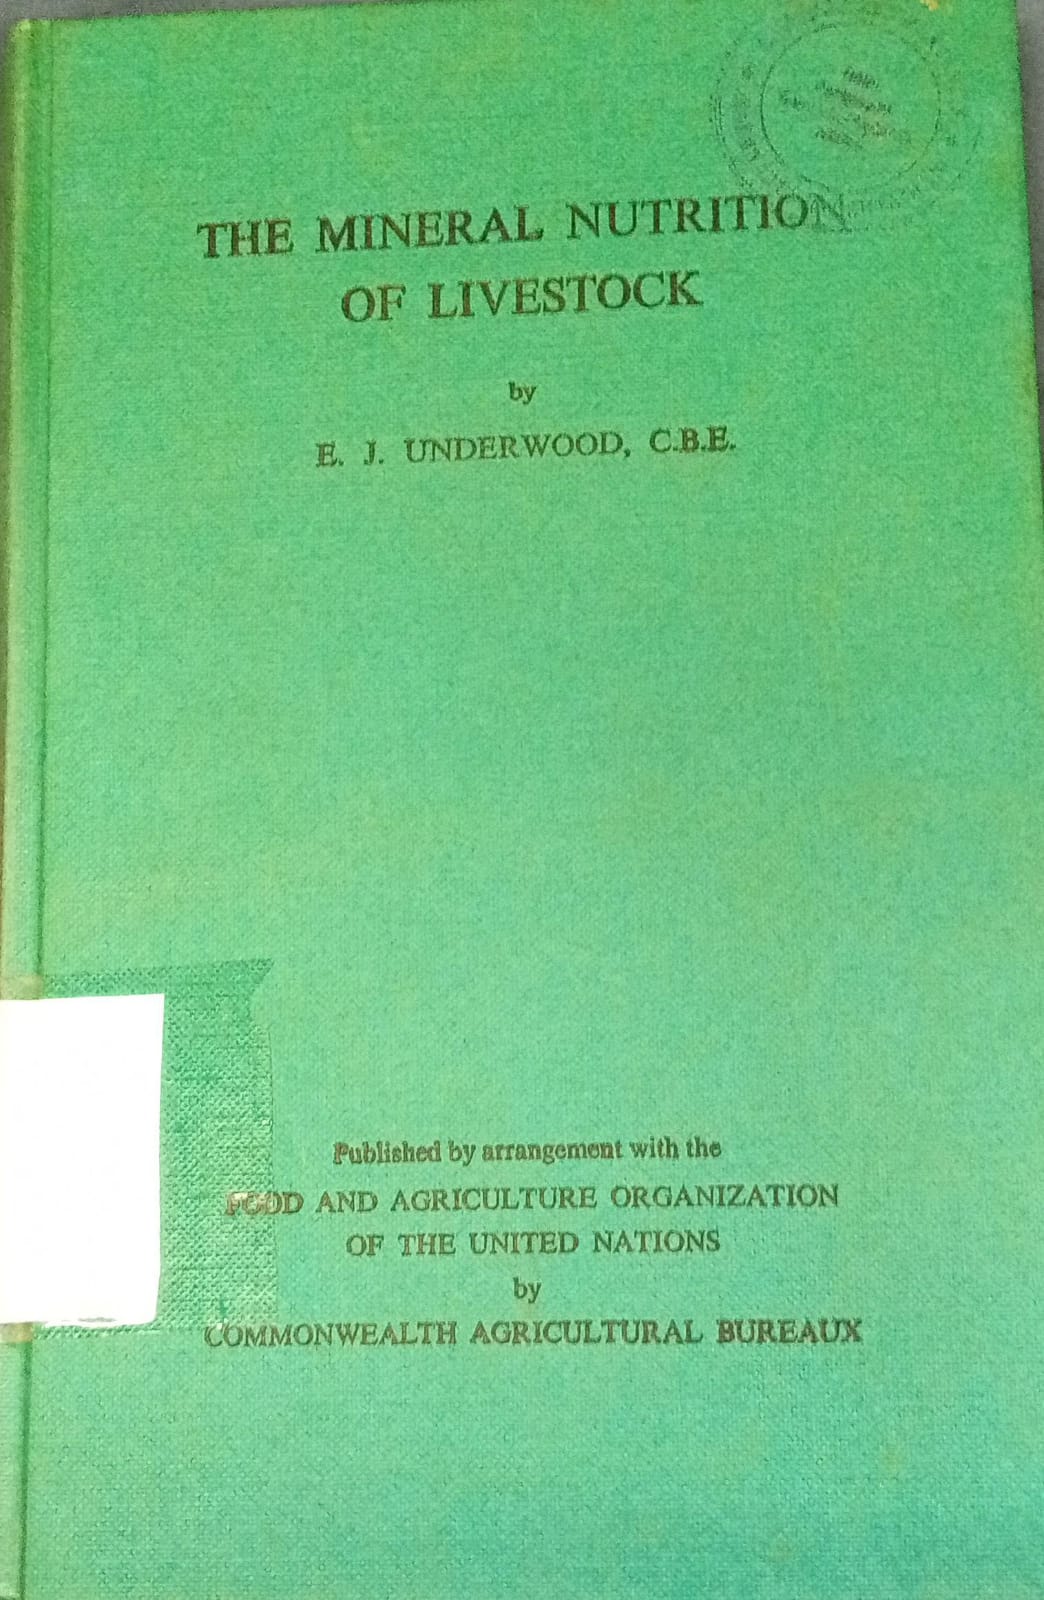 THE MINERAL NUTRITION
OF LIVESTOCK
by
E. J. UNDERWOOD, C.B.E.
Published by arrangement with the
FOOD AND AGRICULTURE ORGANIZATION
OF THE UNITED NATIONS
by
COMMONWEALTH AGRICULTURAL BUREAUX